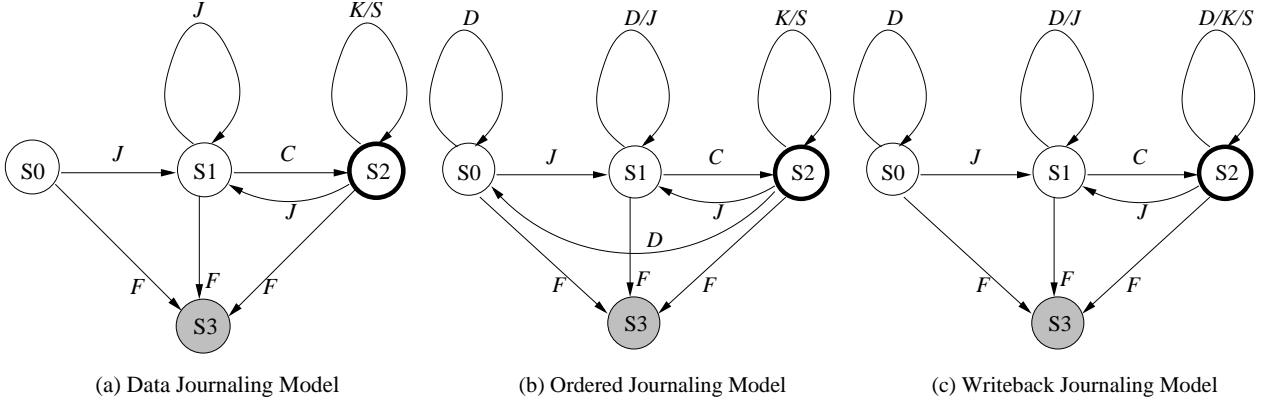 J
K/S
D
D/J
K/S
D
D/J
D/K/S
S0
J
S1
C
S2
J
F
F
F
S3
S0
J
S1
C
S2
J
D
F
F
F
S3
S0
J
S1
C
S2
J
F
F
F
S3
(a) Data Journaling Model
(b) Ordered Journaling Model
(c) Writeback Journaling Model